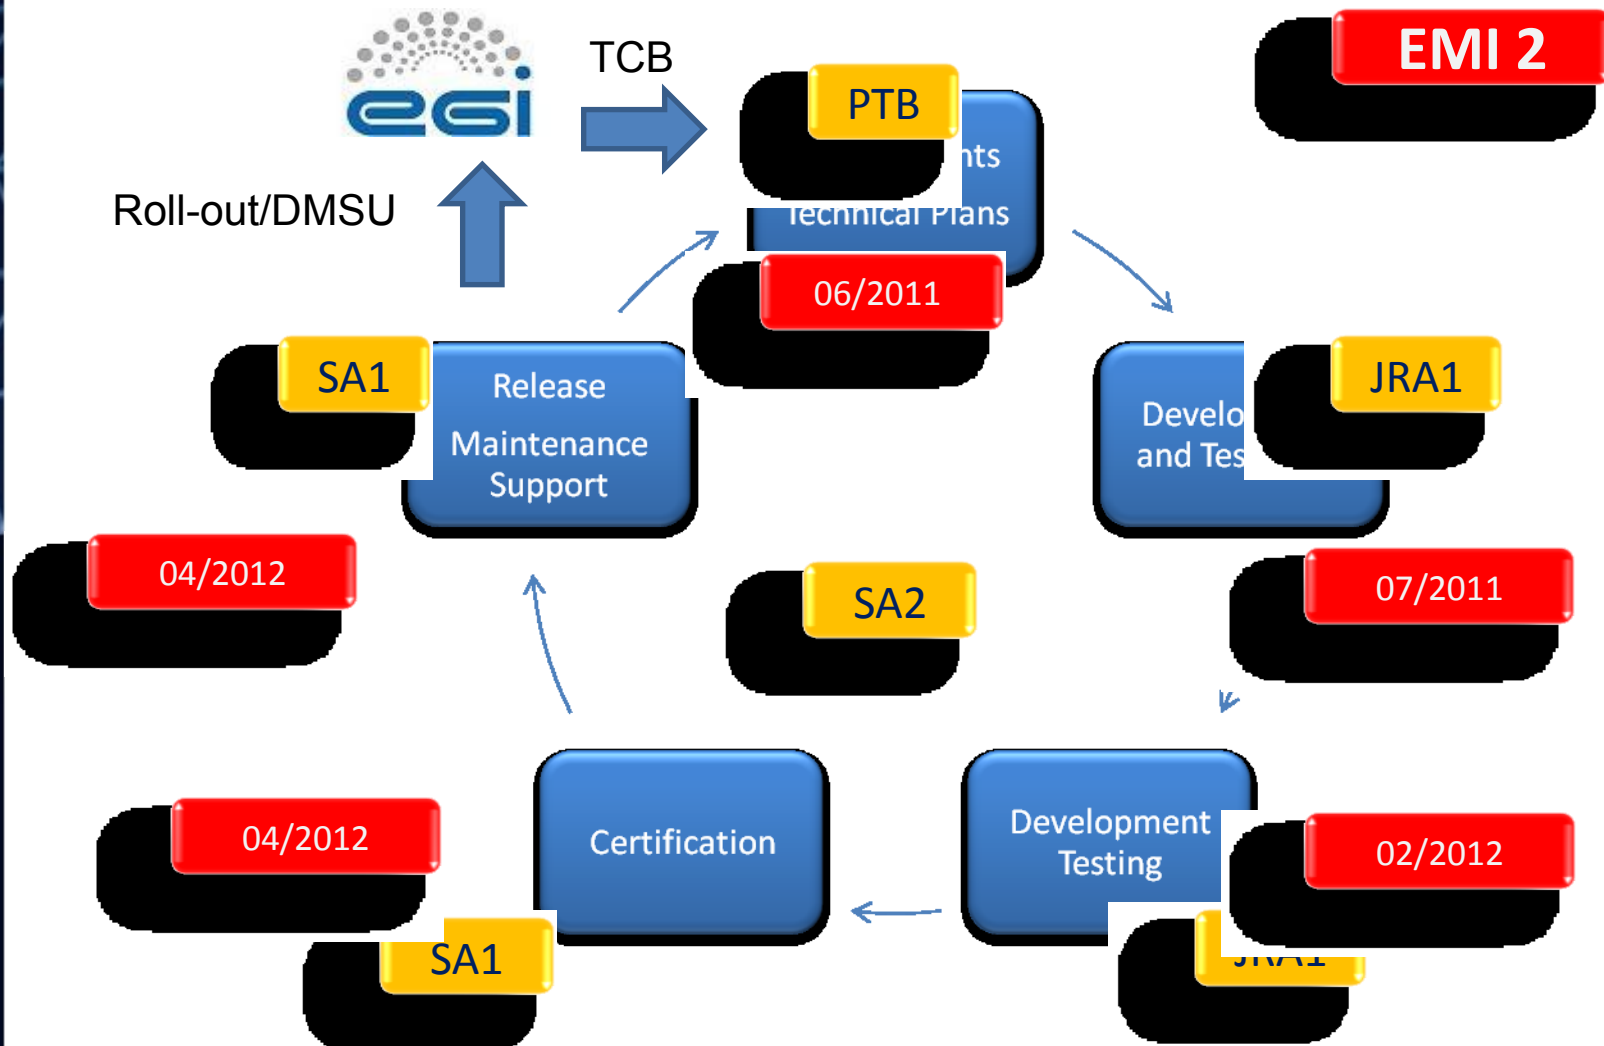 EGI
TCB
EMI 2
PTB
Technical Plans
Roll-out/DMSU
06/2011
SA1
Release
Maintenance
Support
JRA1
and
04/2012
SA2
07/2011
04/2012
Certification
Development
Testing
02/2012
SA1
JRA1